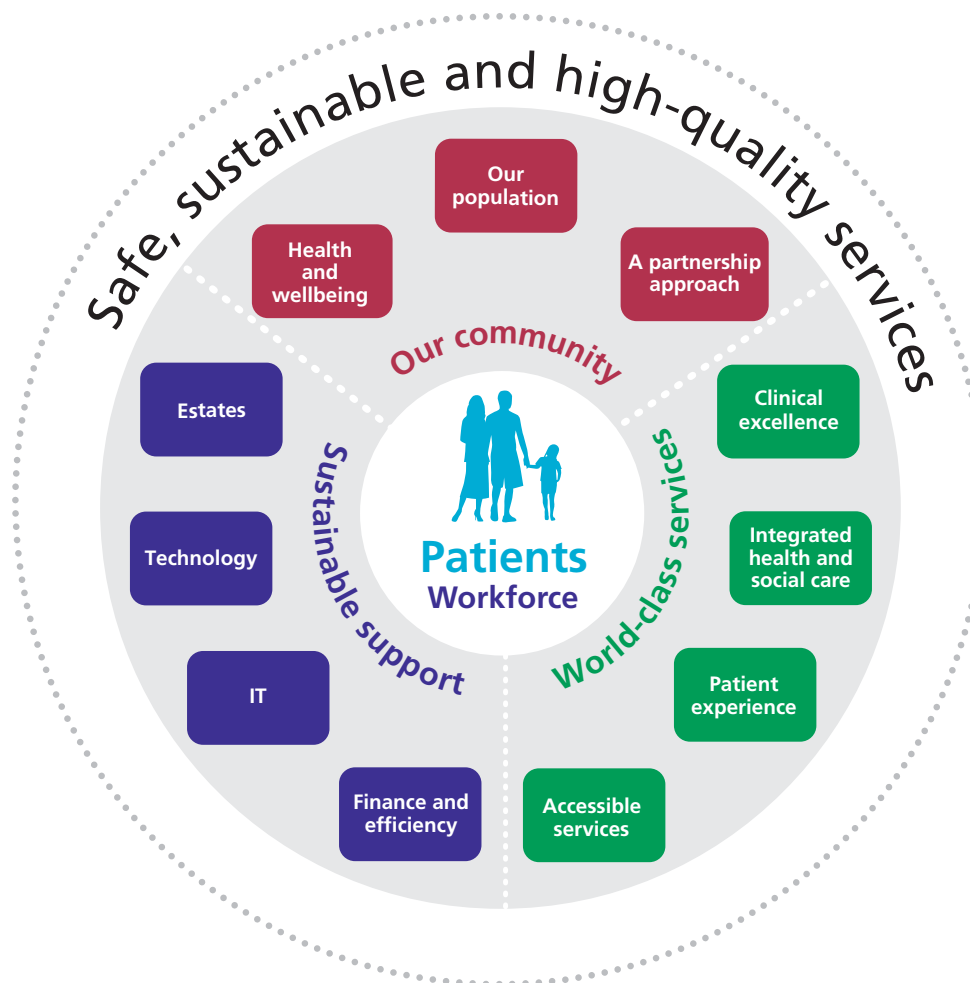 Safe, sustainable and high-quality services
Our
population
Health
and
wellbeing
A partnership
approach
Our community
Estates
Technology
IT
Finance and
efficiency
Sustainable support
Patients
Workforce
World-class services
Clinical
excellence
Integrated
health and
social care
Patient
experience
Accessible
services